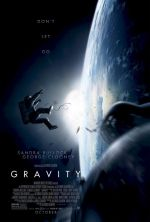 DON'T
LET
GO
SANDRA BULLOCK
GEORGE CLOONEY
GRAVITY
OCTOBER